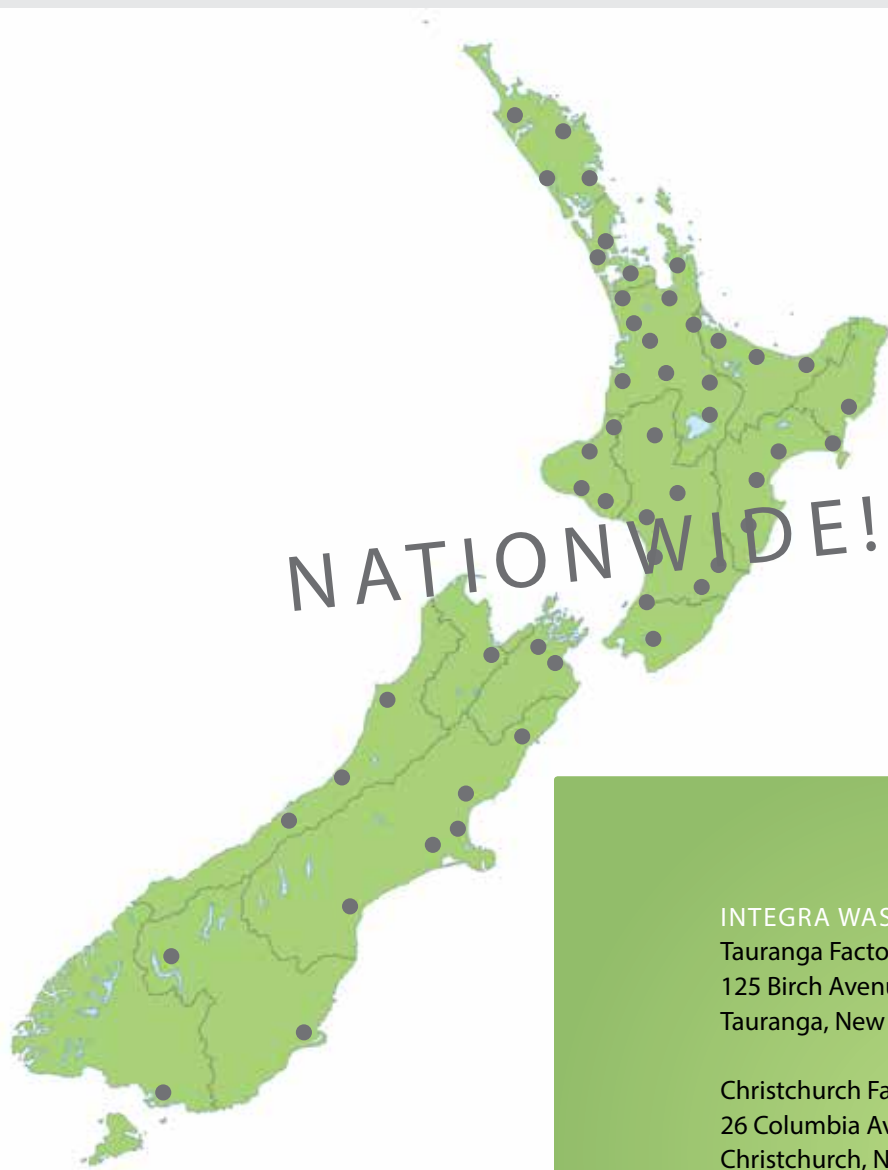 NATIONWIDE!
INTEGRA WAS
Tauranga Facto
125 Birch Avenu
Tauranga, New
Christchurch Fa
26 Columbia Av
Christchurch, N